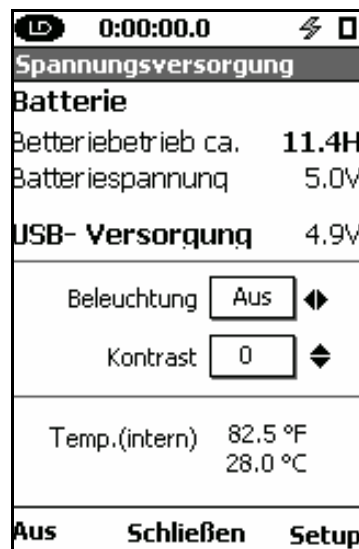 LD 0:00:00.0
Spannungsversorgung
Batterie
Betteriebetrieb ca. 11.4H
Batteriespannung 5.0V
USB- Versorgung 4.9V
Beleuchtung Aus
Kontrast 0
Temp.(intern) 82.5 °F
28.0 °C
Aus Schließen Setup